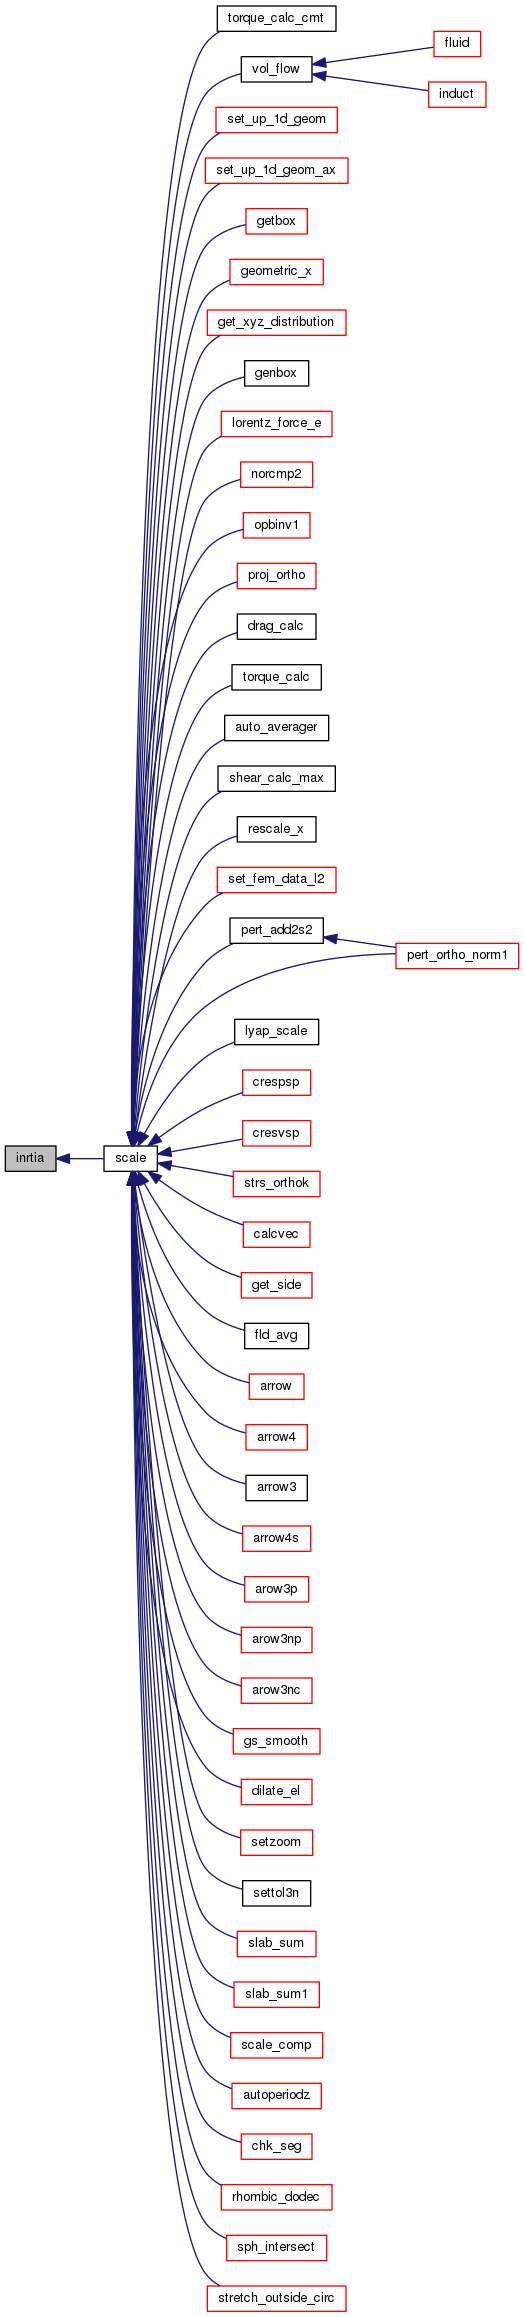 torque_calc_cmt
vol_flow
fluid
induct
set_up_1d_geom
set_up_1d_geom_ax
getbox
geometric_x
get_xyz_distribution
genbox
lorentz_force_e
norcmp2
opbinv1
proj_ortho
drag_calc
torque_calc
auto_averager
shear_calc_max
rescale_x
set_fem_data_l2
pert_add2s2
pert_ortho_norm1
lyap_scale
crespsp
cresvsp
inrtia
scale
strs_orthok
calcvec
get_side
fld_avg
arrow
arrow4
arrow3
arrow4s
arow3p
arow3np
arow3nc
gs_smooth
dilate_el
setzoom
settol3n
slab_sum
slab_sum1
scale_comp
autoperiodz
chk_seg
rhombic_dodec
sph_intersect
stretch_outside_circ